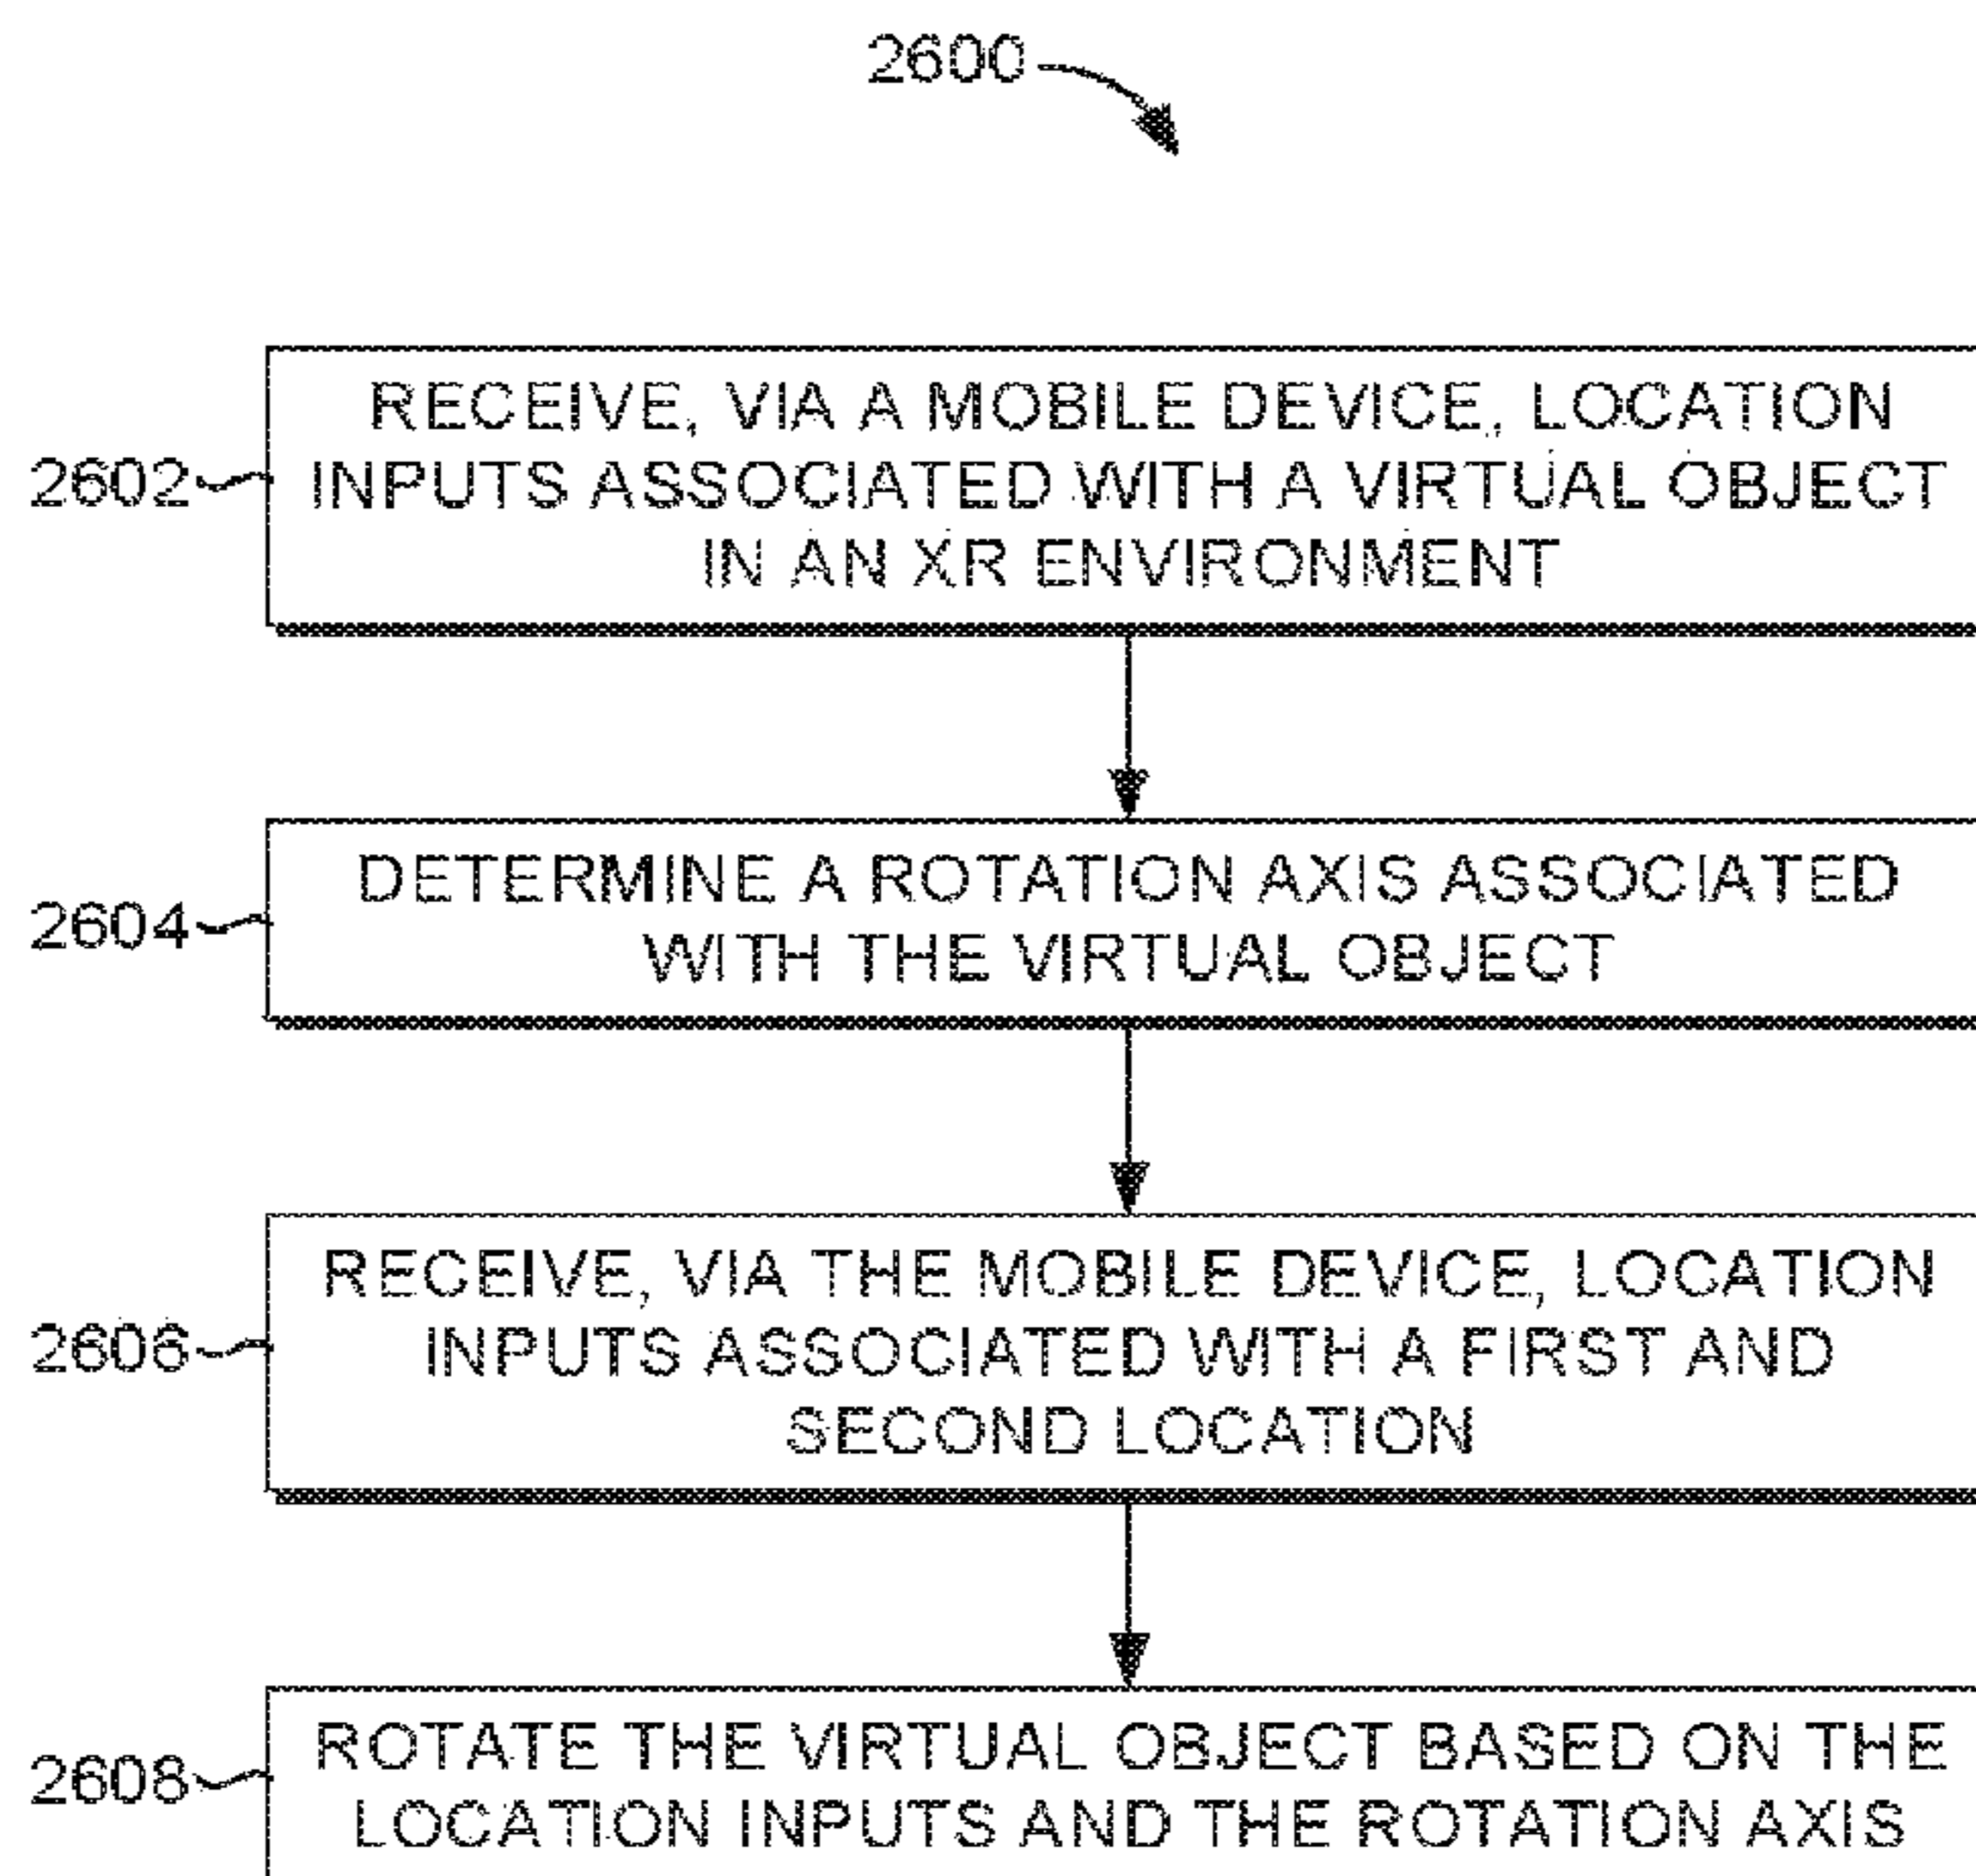 2600
RECEIVE, VIA A MOBILE DEVICE, LOCATION
2602 INPUTS ASSOCIATED WITH A VIRTUAL OBJECT
IN AN XR ENVIRONMENT
DETERMINE A ROTATION AXIS ASSOCIATED
2604 WITH THE VIRTUAL OBJECT
RECEIVE, VIA THE MOBILE DEVICE, LOCATION
2606 INPUTS ASSOCIATED WITH A FIRST AND
SECOND LOCATION
2608 ROTATE THE VIRTUAL OBJECT BASED ON THE
LOCATION INPUTS AND THE ROTATION AXIS